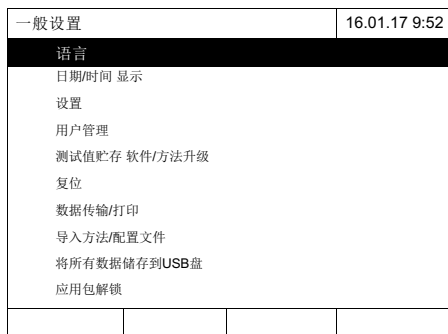 一般设置
16.01.17 9:52
语言
日期/时间 显示
设置
用户管理
测试值贮存 软件/方法升级
复位
数据传输/打印
导入方法/配置文件
将所有数据储存到USB盘
应用包解锁